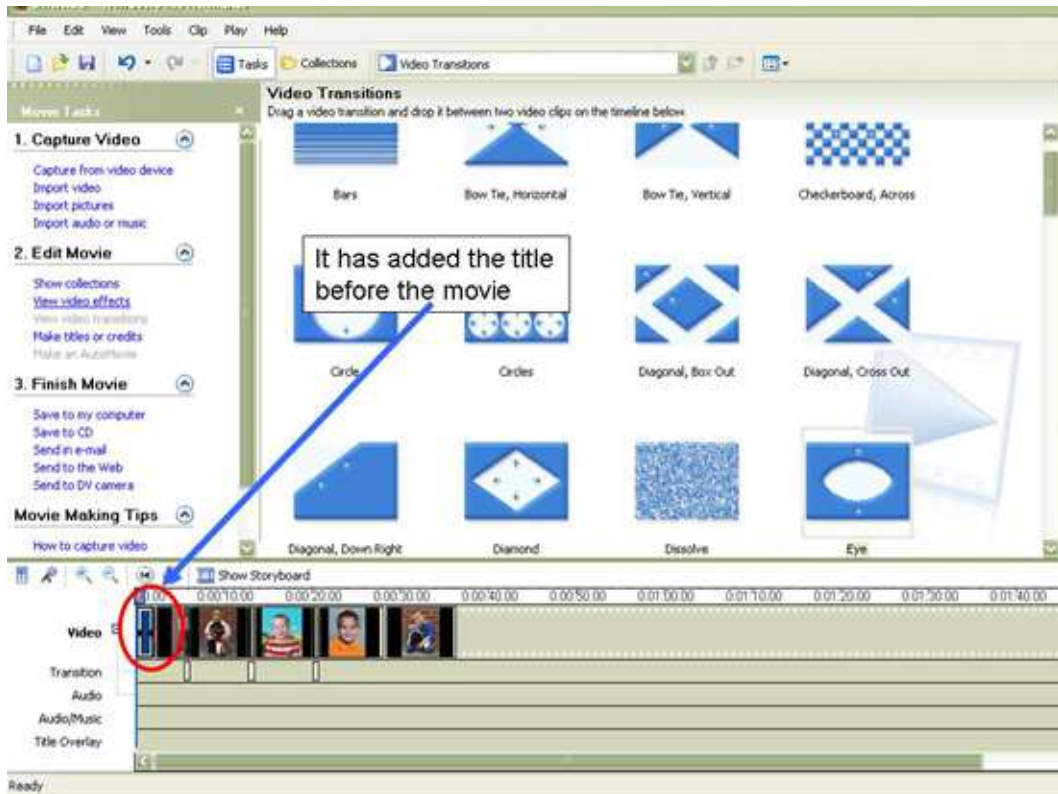 File Edit View Tools Clip Play Help
Tasks Collections Video Transitions
Movie Tasks
Video Transitions
Drag a video transition and drop it between two video clips on the timeline below.
1. Capture Video
Capture from video device
Import video
Import pictures
Import audio or music
2. Edit Movie
Show collections
View video effects
View video transitions
Make titles or credits
Make an AutoMovie
3. Finish Movie
Save to my computer
Save to CD
Send in e-mail
Send to the Web
Send to DV camera
Movie Making Tips
How to capture video
Bars Bow Tie, Horizontal Bow Tie, Vertical Checkerboard, Across
It has added the title
before the movie
Circle Circles Diagonal, Box Out Diagonal, Cross Out
Diagonal, Down Right Diamond Dissolve Eye
Show Storyboard
0:00:10.00 0:00:20.00 0:00:30.00 0:00:40.00 0:00:50.00 0:01:00.00 0:01:10.00 0:01:20.00 0:01:30.00 0:01:40.00
Video
Transition
Audio
Audio/Music
Title Overlay
Ready